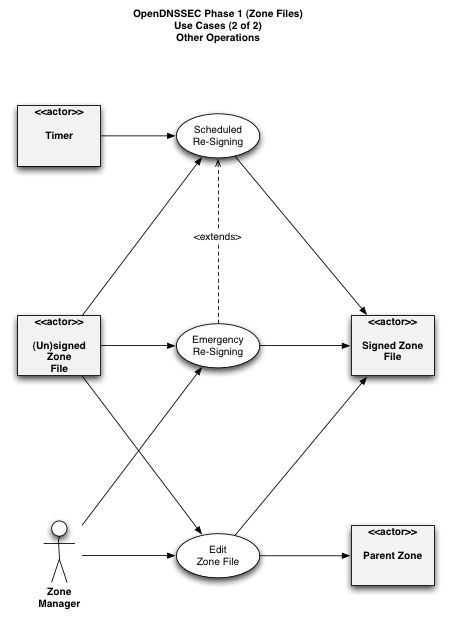 OpenDNSSEC Phase 1 (Zone Files)
Use Cases (2 of 2)
Other Operations
<<actor>>
Timer
Scheduled
Re-Signing
<extends>
<<actor>>
(Un)signed
Zone
File
Emergency
Re-Signing
<<actor>>
Signed Zone
File
Zone
Manager
Edit
Zone File
<<actor>>
Parent Zone